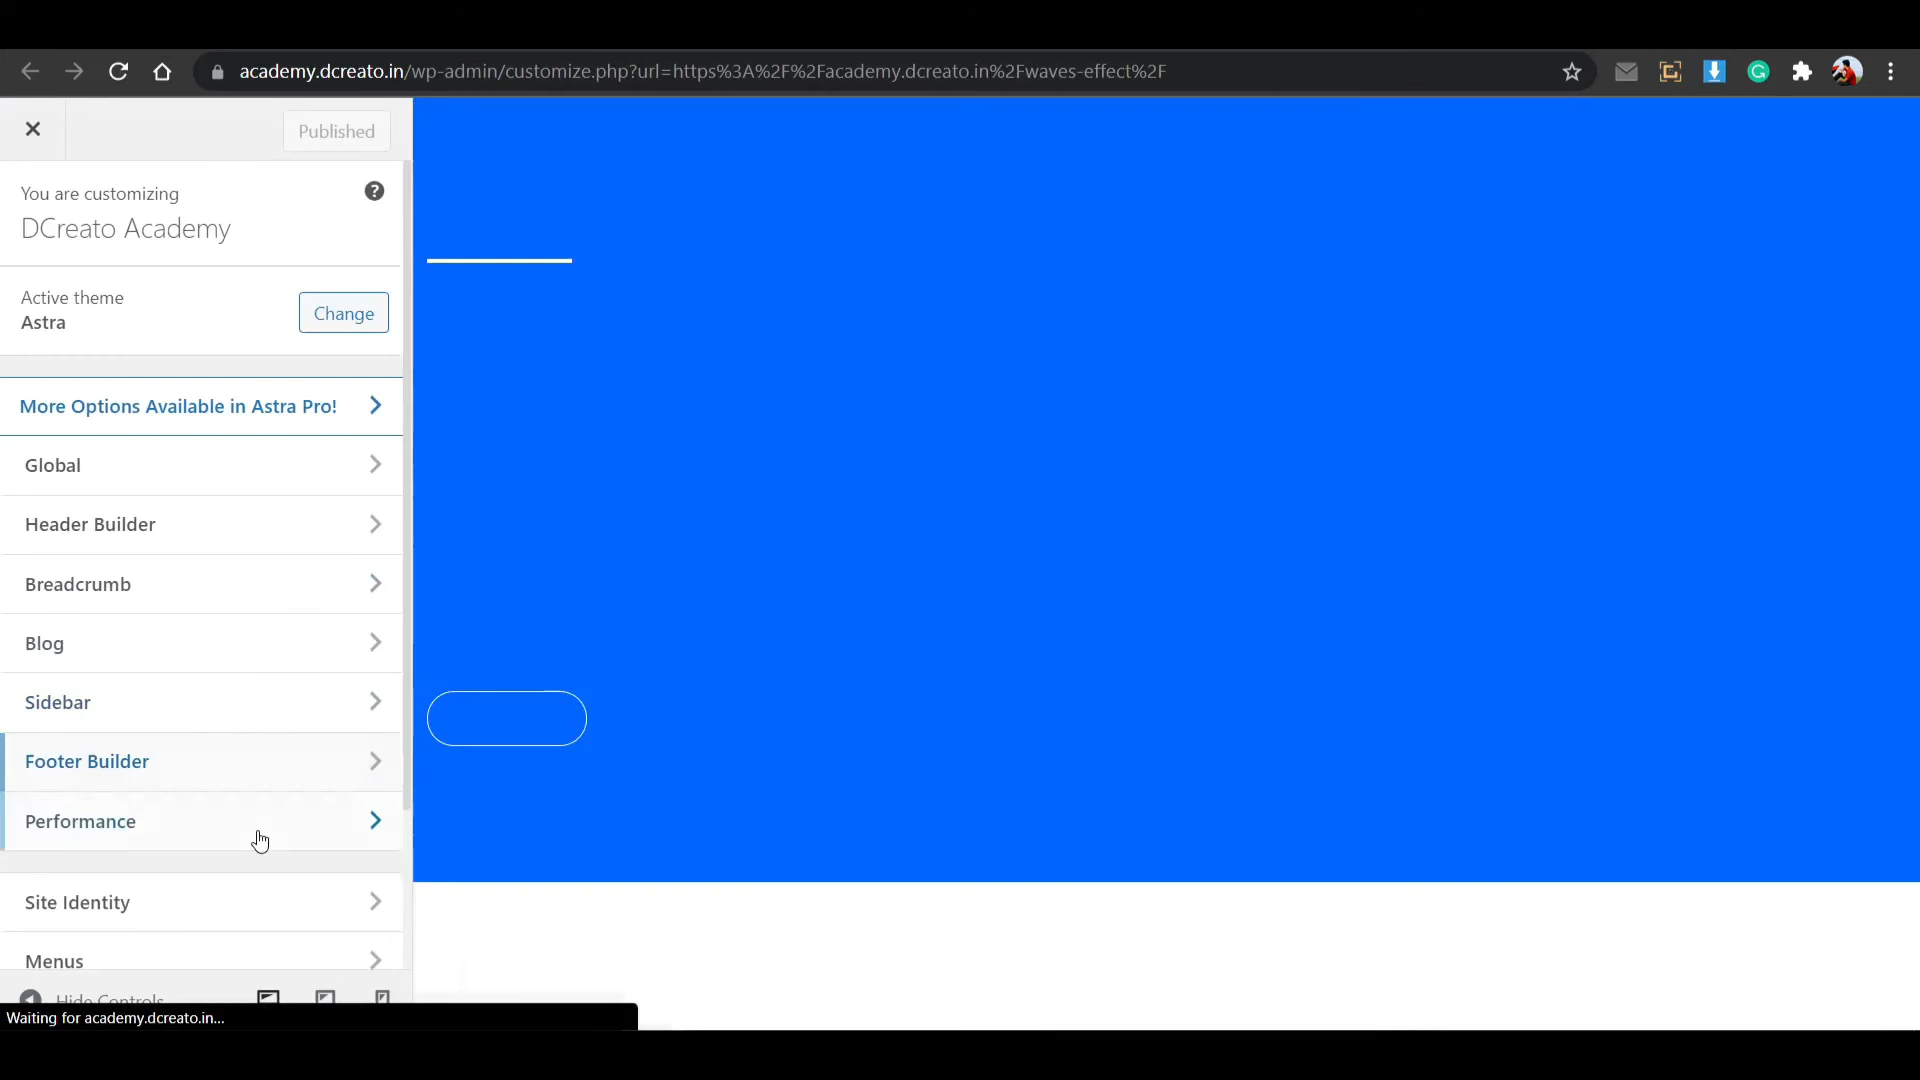 academy.dcreato.in/wp-admin/customize.php?url=https%3A%2F%2Facademy.dcreato.in%2Fwaves-effect%2F
Published
You are customizing
DCreato Academy
Active theme
Astra
Change
More Options Available in Astra Pro!
Global
Header Builder
Breadcrumb
Blog
Sidebar
Footer Builder
Performance
Site Identity
Menus
Hide Controls
Waiting for academy.dcreato.in...